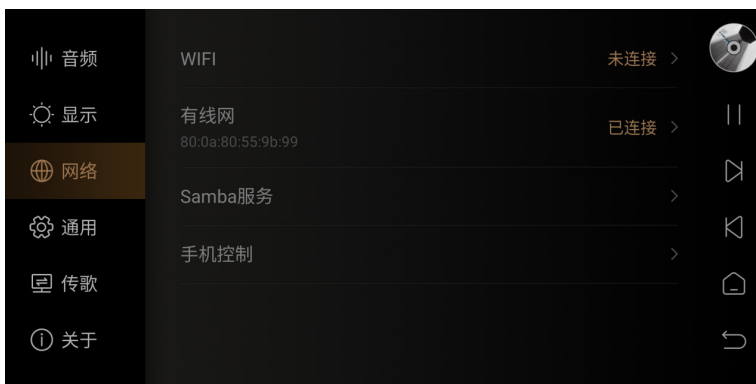 音频
显示
网络
通用
传歌
关于
WIFI
未连接
有线网
80:0a:80:55:9b:99
已连接
Samba服务
手机控制